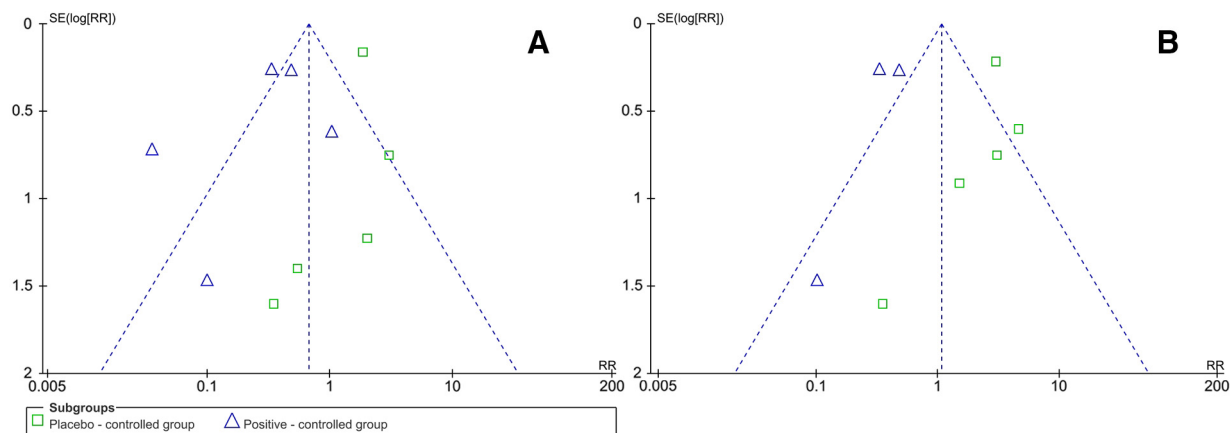 SE(log[RR])
A
0
0.5
1
1.5
2
RR
0.005
0.1
1
10
200
SE(log[RR])
B
0
0.5
1
1.5
2
RR
0.005
0.1
1
10
200
Subgroups
Placebo - controlled group
Positive - controlled group